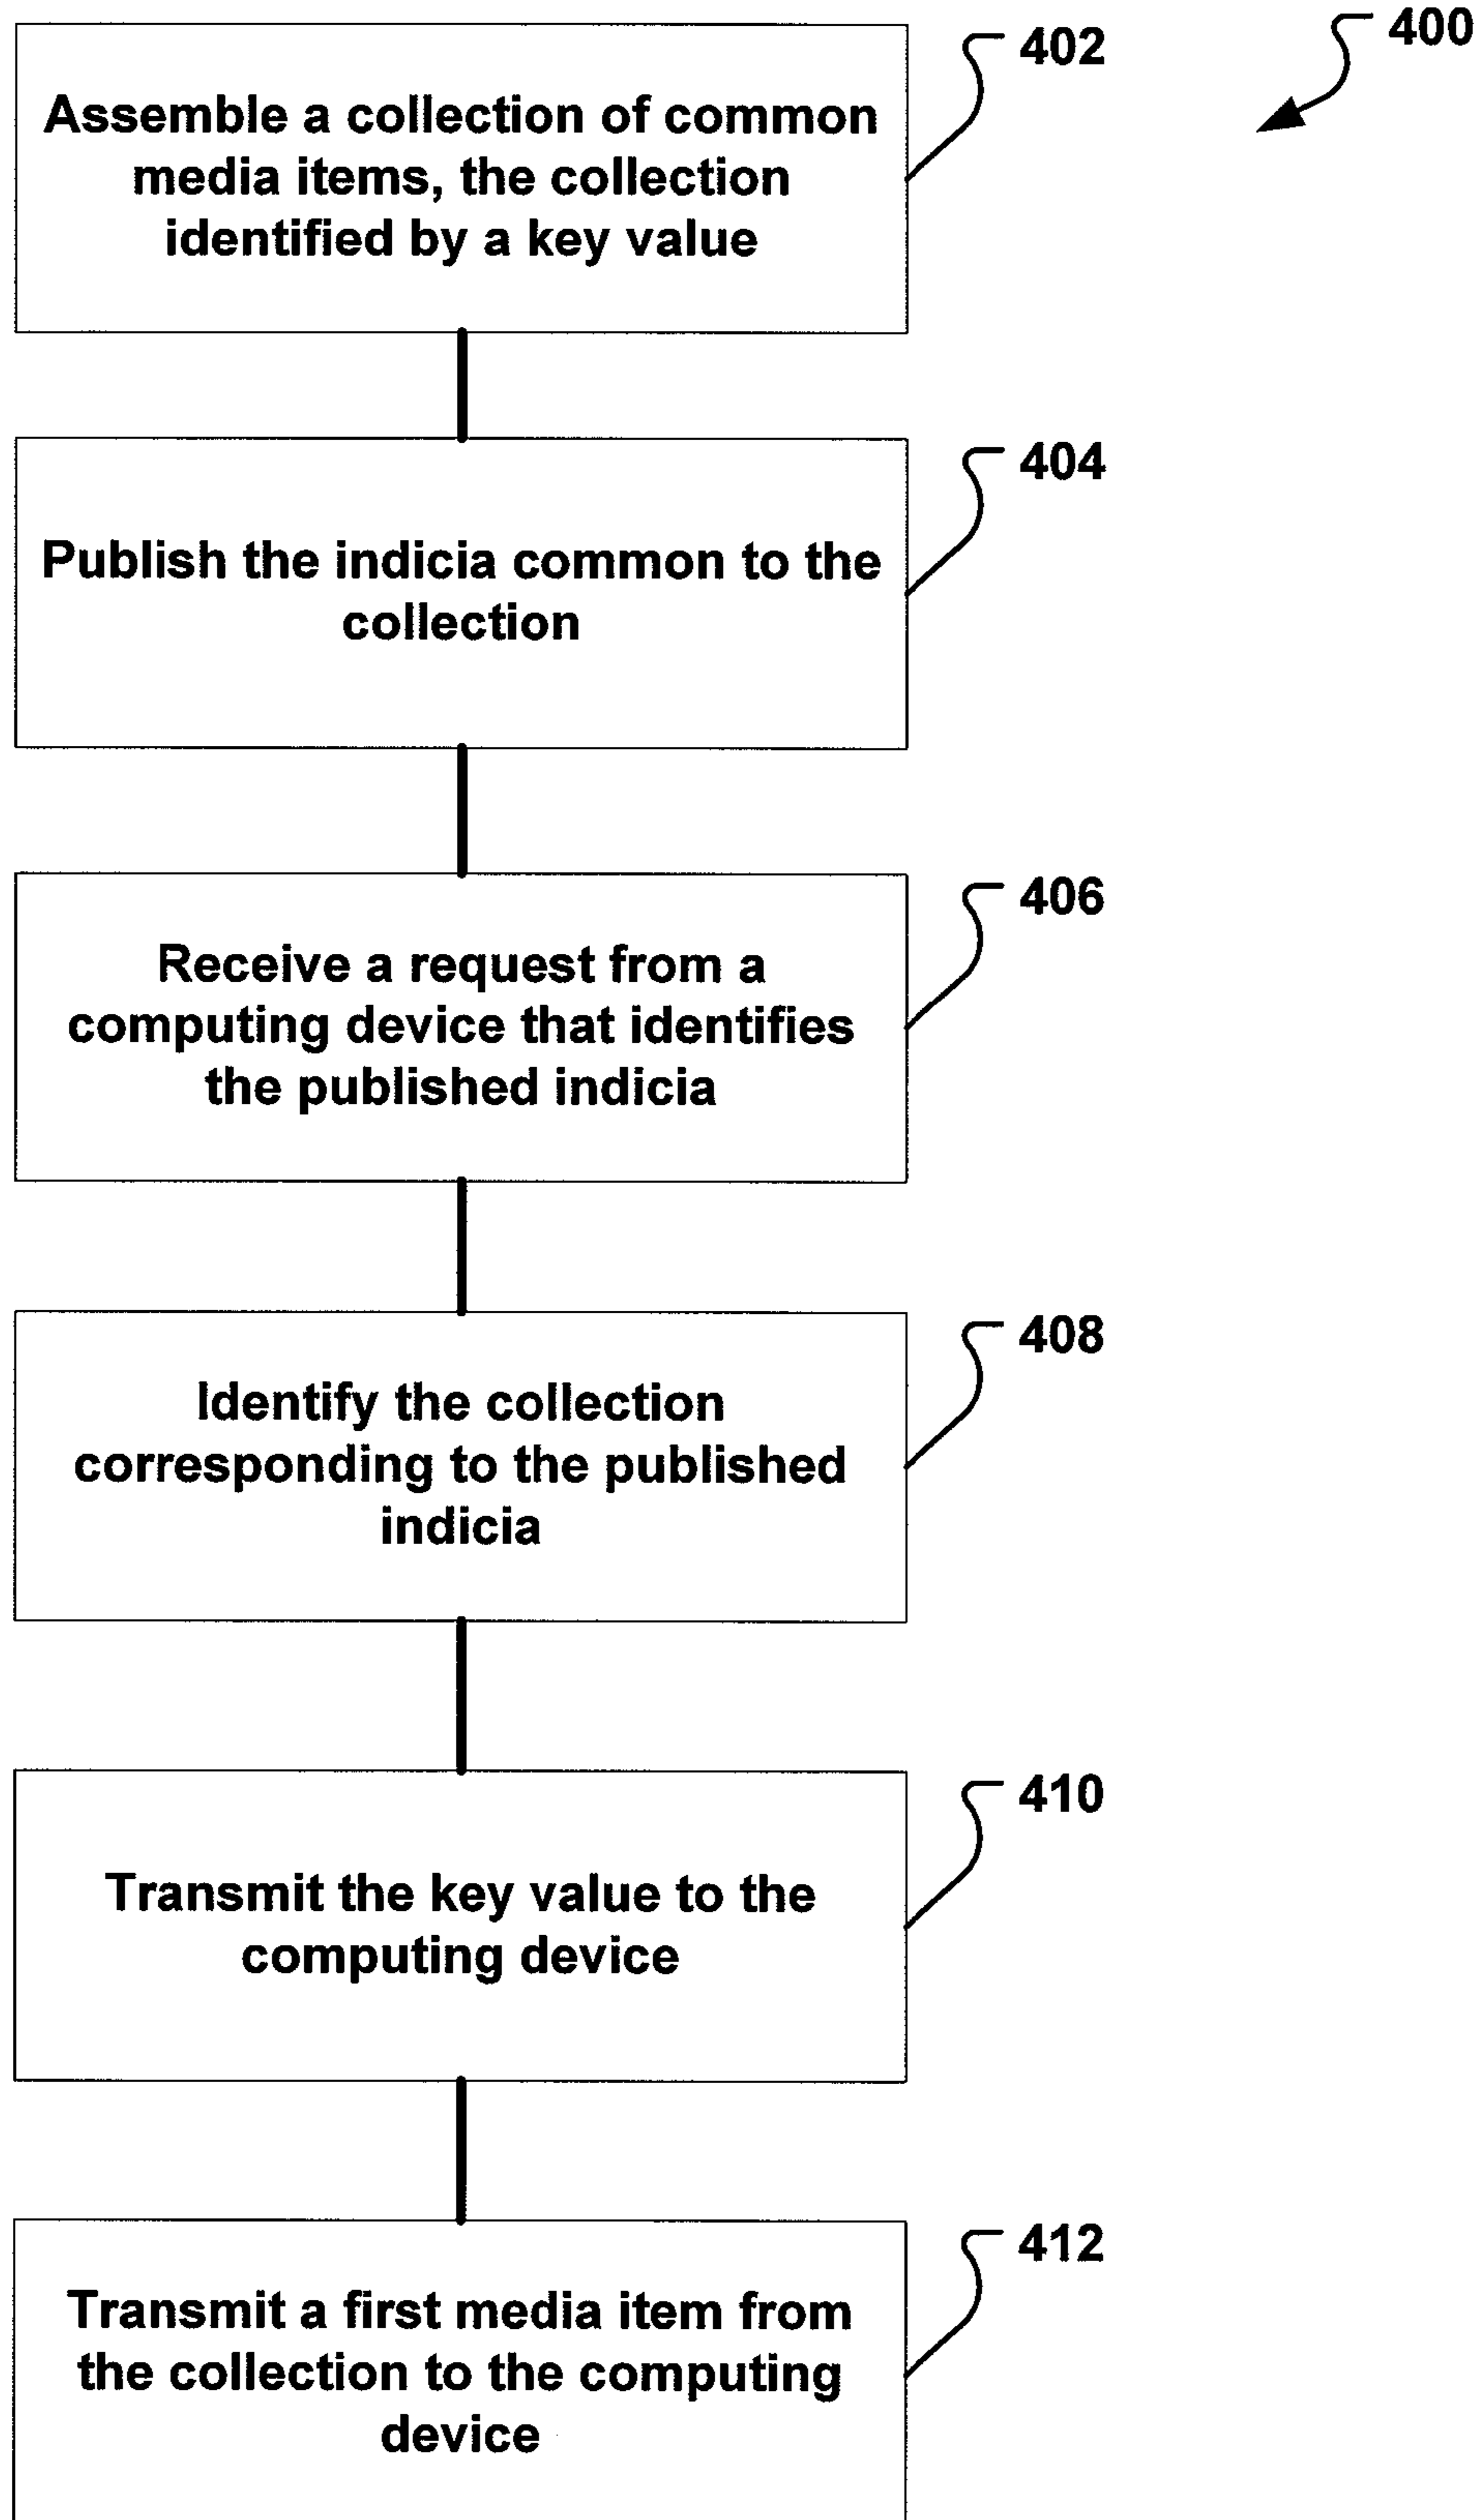 400
402
Assemble a collection of common
media items, the collection
identified by a key value
404
Publish the indicia common to the
collection
406
Receive a request from a
computing device that identifies
the published indicia
408
Identify the collection
corresponding to the published
indicia
410
Transmit the key value to the
computing device
412
Transmit a first media item from
the collection to the computing
device